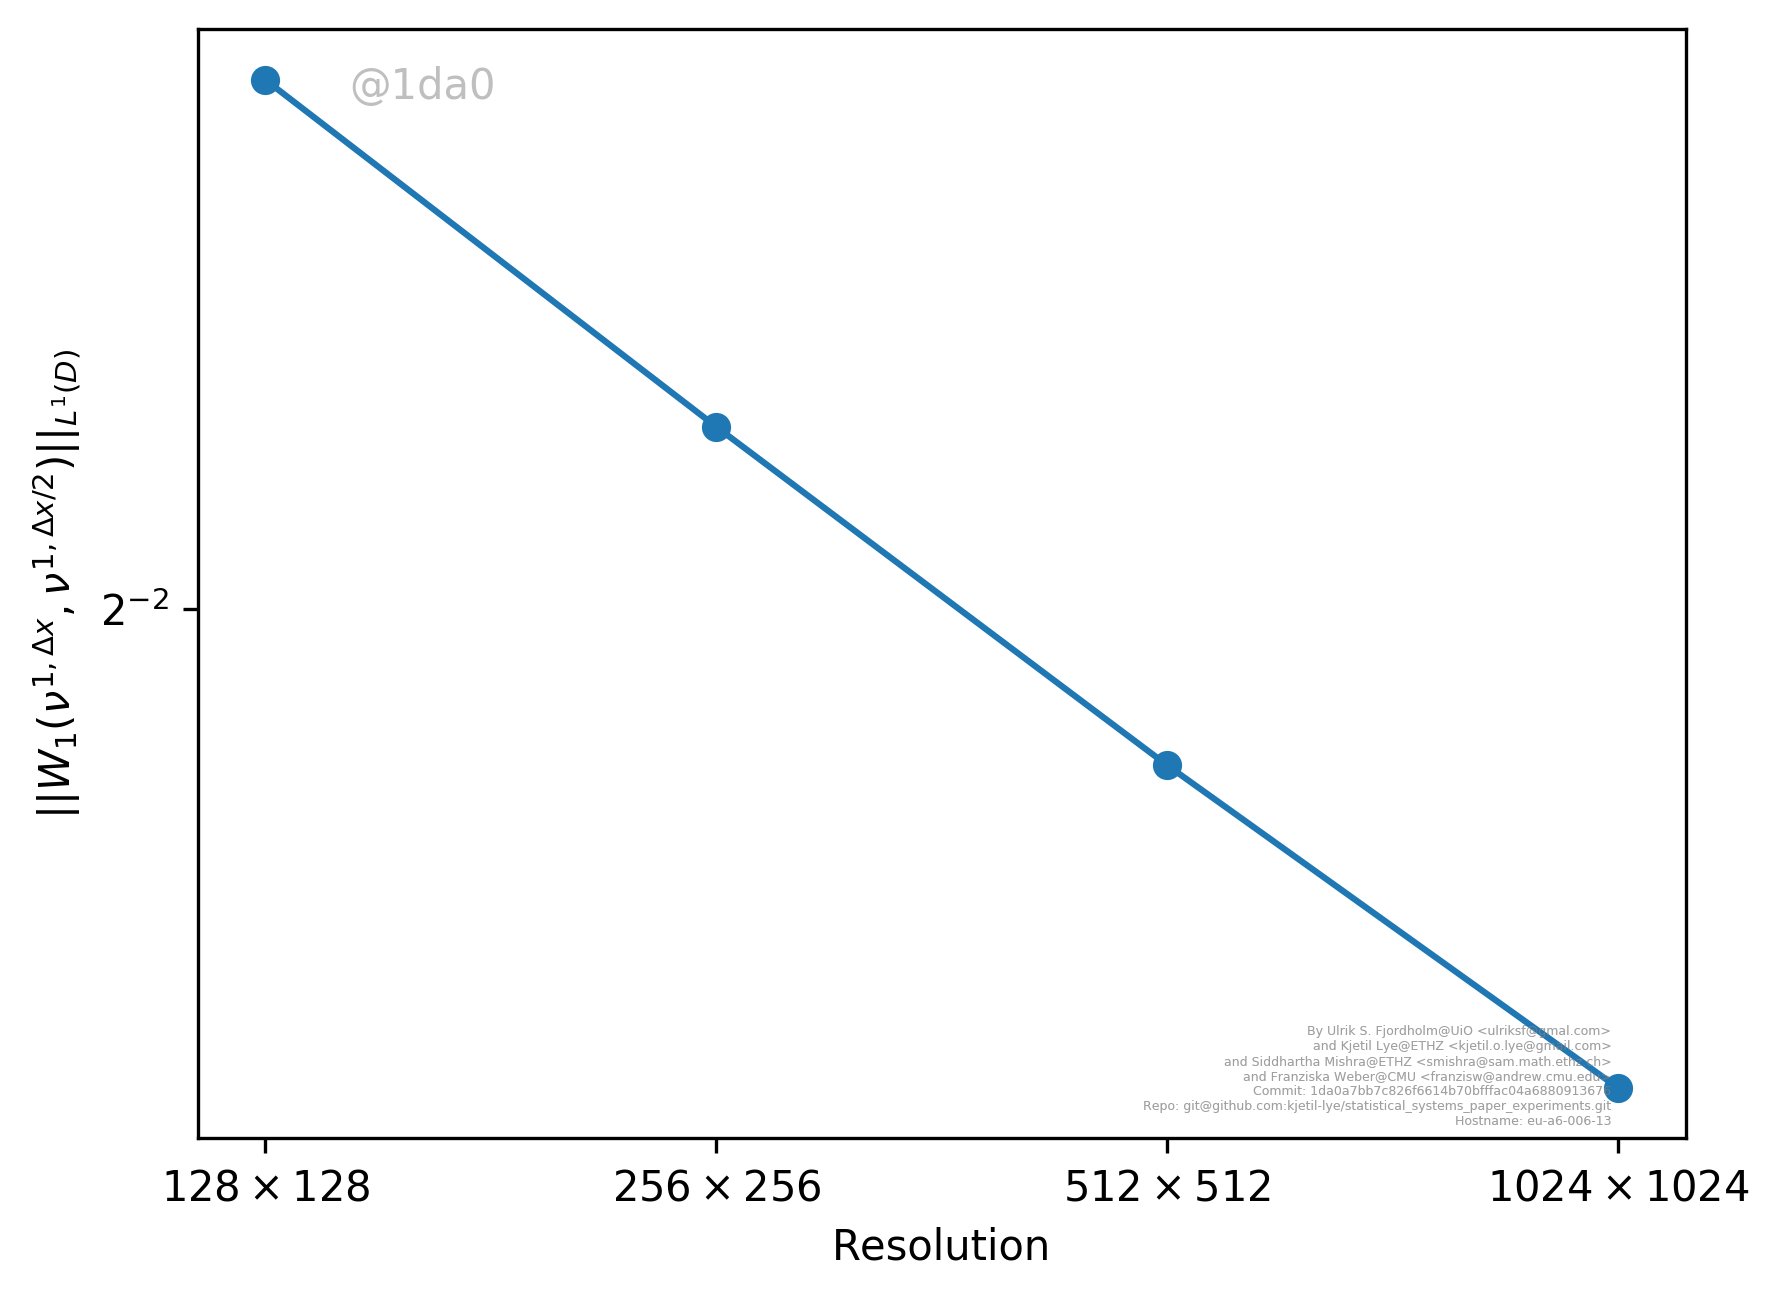 @1da0
||W₁(ν^{1,Δx}, ν^{1,Δx/2})||_{L¹(D)}
2⁻²
By Ulrik S. Fjordholm@UiO <ulriksf@gmal.com>
and Kjetil Lye@ETHZ <kjetil.o.lye@gmail.com>
and Siddhartha Mishra@ETHZ <smishra@sam.math.ethz.ch>
and Franziska Weber@CMU <franzisw@andrew.cmu.edu>
Commit:
Repo: git@github.com:kjetil-lye/statistical_systems_paper_experiments.git
Hostname: eu-a6-006-13
128 × 128
256 × 256
512 × 512
1024 × 1024
Resolution